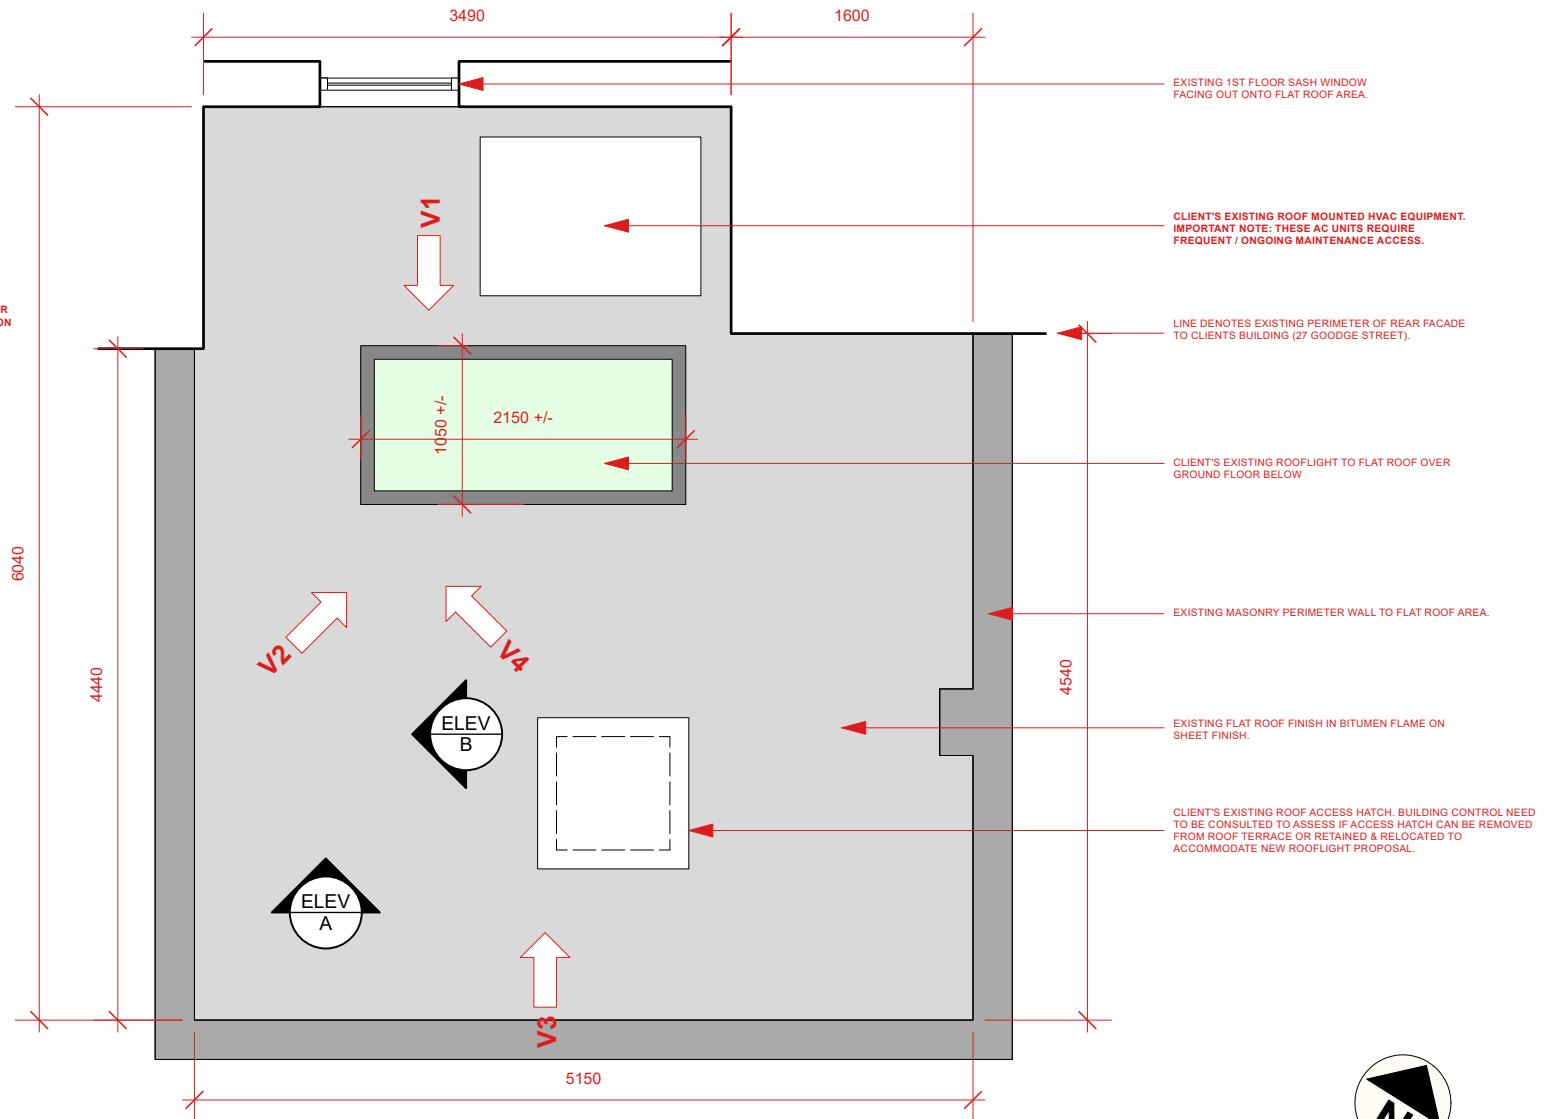 3490
1600
EXISTING 1ST FLOOR SASH WINDOW
FACING OUT ONTO FLAT ROOF AREA.
V1
CLIENT'S EXISTING ROOF MOUNTED HVAC EQUIPMENT.
IMPORTANT NOTE: THESE AC UNITS REQUIRE
FREQUENT / ONGOING MAINTENANCE ACCESS.
LINE DENOTES EXISTING PERIMETER OF REAR FACADE
TO CLIENTS BUILDING (27 GOODGE STREET).
1050 +/-
2150 +/-
CLIENT'S EXISTING ROOFLIGHT TO FLAT ROOF OVER
GROUND FLOOR BELOW
6040
4440
V2
V4
EXISTING MASONRY PERIMETER WALL TO FLAT ROOF AREA.
4540
ELEV
B
EXISTING FLAT ROOF FINISH IN BITUMEN FLAME ON
SHEET FINISH.
CLIENT'S EXISTING ROOF ACCESS HATCH. BUILDING CONTROL NEED
TO BE CONSULTED TO ASSESS IF ACCESS HATCH CAN BE REMOVED
FROM ROOF TERRACE OR RETAINED & RELOCATED TO
ACCOMMODATE NEW ROOFLIGHT PROPOSAL.
ELEV
A
V3
5150